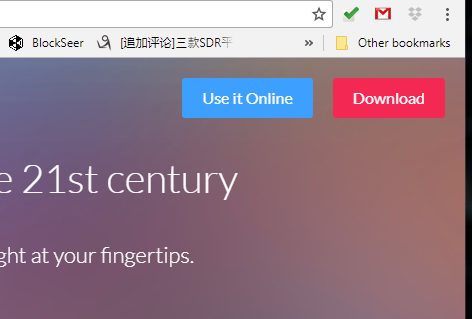 BlockSeer [追加评论]三款SDR平 » Other bookmarks
Use it Online Download
e 21st century
ght at your fingertips.